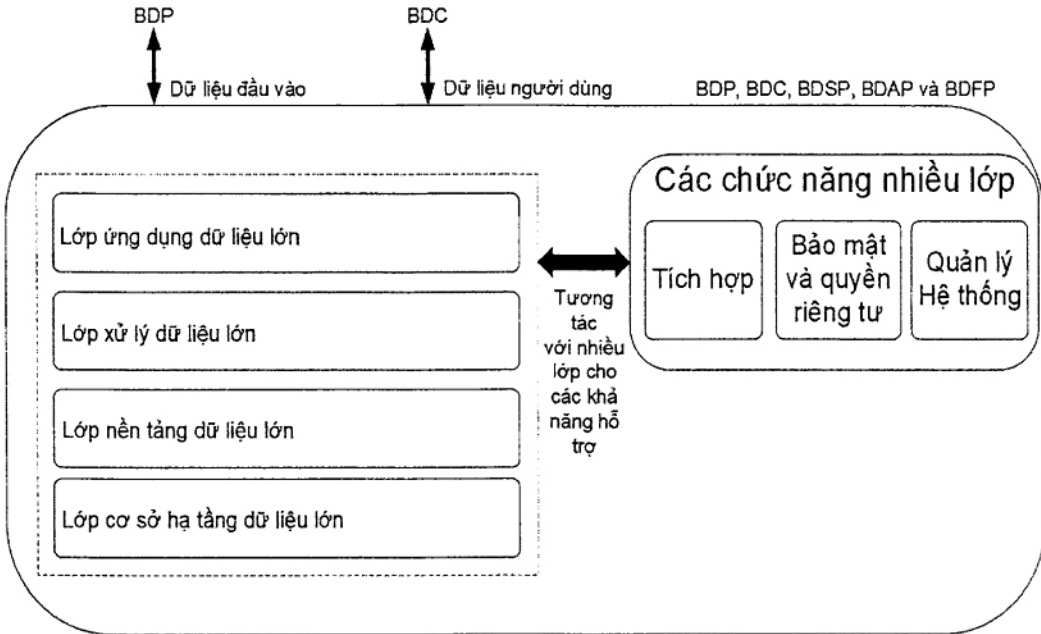 BDP
BDC
Dữ liệu đầu vào
Dữ liệu người dùng
BDP, BDC, BDSP, BDAP và BDFP
Các chức năng nhiều lớp
Lớp ứng dụng dữ liệu lớn
Lớp xử lý dữ liệu lớn
Lớp nền tảng dữ liệu lớn
Lớp cơ sở hạ tầng dữ liệu lớn
Tương
tác
với nhiều
lớp cho
các khả
năng hỗ
trợ
Tích hợp
Bảo mật
và quyền
riêng tư
Quản lý
Hệ thống